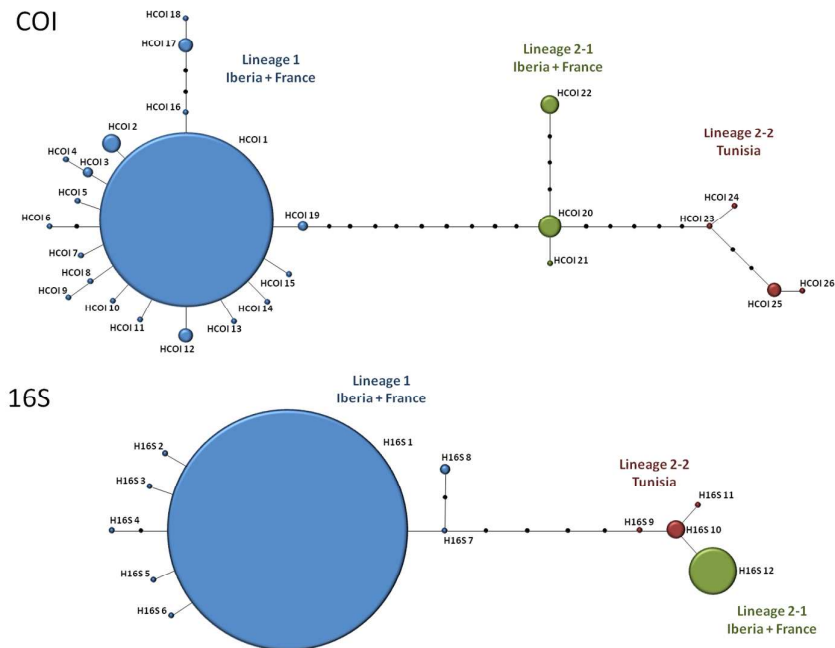 COI
HCOI 18
HCOI 17
HCOI 16
Lineage 1
Iberia + France
HCOI 2
HCOI 1
HCOI 4
HCOI 3
HCOI 5
HCOI 6
HCOI 7
HCOI 8
HCOI 9
HCOI 10
HCOI 11
HCOI 12
HCOI 13
HCOI 14
HCOI 15
HCOI 19
Lineage 2-1
Iberia + France
HCOI 22
HCOI 20
HCOI 21
Lineage 2-2
Tunisia
HCOI 24
HCOI 23
HCOI 25
HCOI 26
16S
Lineage 1
Iberia + France
H16S 1
H16S 2
H16S 3
H16S 4
H16S 5
H16S 6
H16S 8
H16S 7
Lineage 2-2
Tunisia
H16S 11
H16S 9
H16S 10
H16S 12
Lineage 2-1
Iberia + France